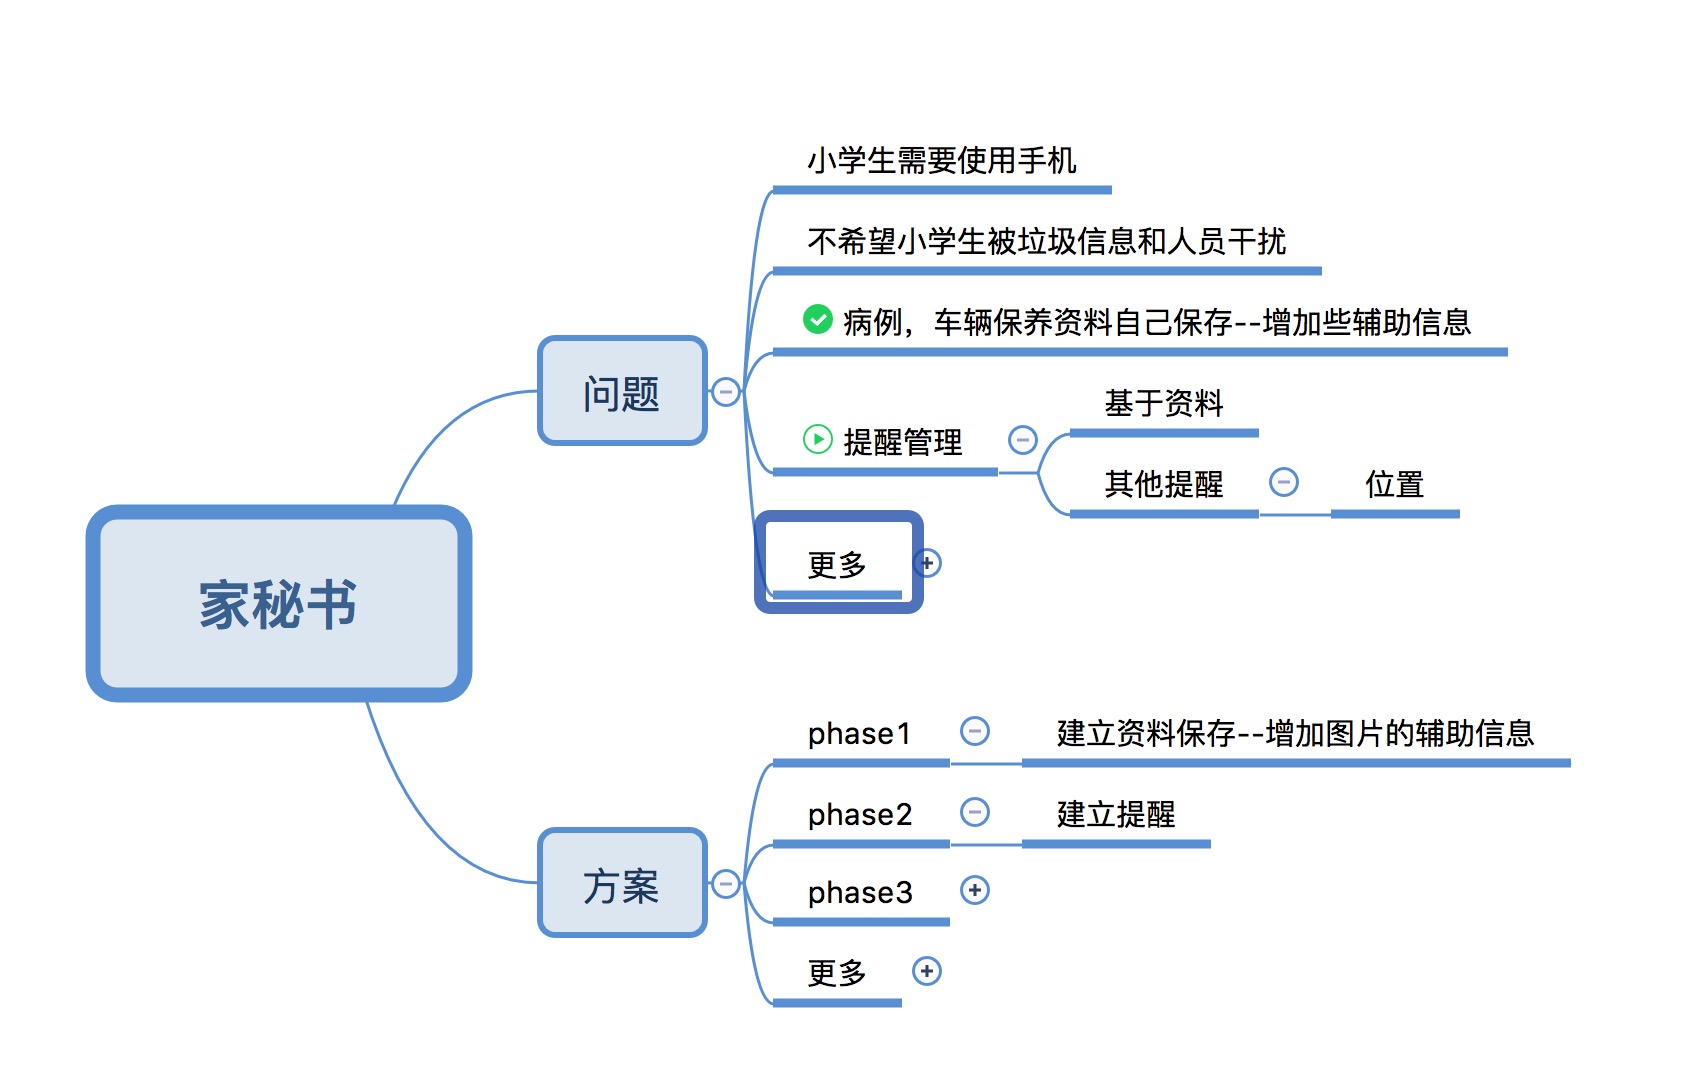 家秘书
问题
小学生需要使用手机
不希望小学生被垃圾信息和人员干扰
病例，车辆保养资料自己保存--增加些辅助信息
提醒管理
基于资料
其他提醒
位置
更多
方案
phase1
建立资料保存--增加图片的辅助信息
phase2
建立提醒
phase3
更多